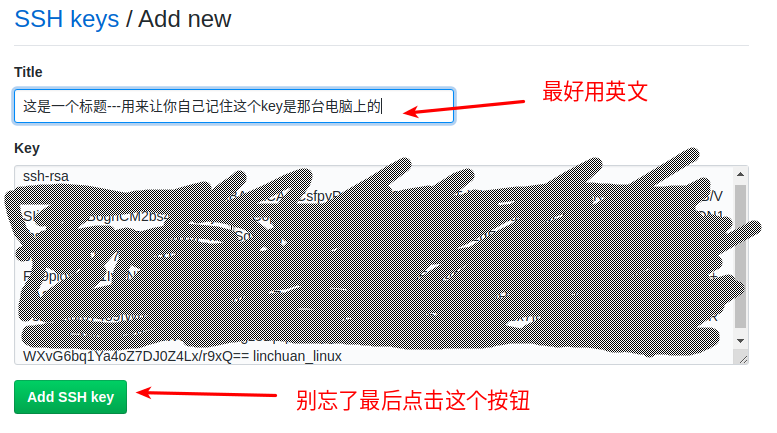 SSH keys / Add new
Title
这是一个标题---用来让你自己记住这个key是那台电脑上的
最好用英文
Key
ssh-rsa
WXvG6bq1Ya4oZ7DJ0Z4Lx/r9xQ== linchuan_linux
Add SSH key
别忘了最后点击这个按钮